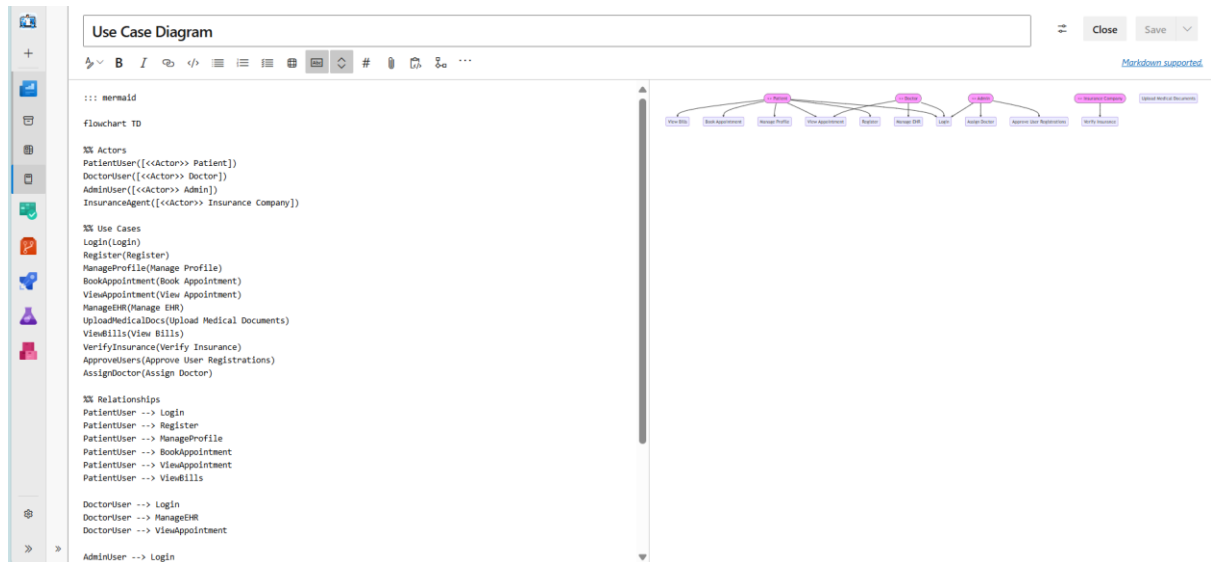 Use Case Diagram
Close
Save
B I </> #
Markdown supported.
::: mermaid
flowchart TD
%% Actors
PatientUser([<<Actor>> Patient])
DoctorUser([<<Actor>> Doctor])
AdminUser([<<Actor>> Admin])
InsuranceAgent([<<Actor>> Insurance Company])
%% Use Cases
Login(Login)
Register(Register)
ManageProfile(Manage Profile)
BookAppointment(Book Appointment)
ViewAppointment(View Appointment)
ManageEHR(Manage EHR)
UploadMedicalDocs(Upload Medical Documents)
ViewBills(View Bills)
VerifyInsurance(Verify Insurance)
ApproveUsers(Approve User Registrations)
AssignDoctor(Assign Doctor)
%% Relationships
PatientUser --> Login
PatientUser --> Register
PatientUser --> ManageProfile
PatientUser --> BookAppointment
PatientUser --> ViewAppointment
PatientUser --> ViewBills
DoctorUser --> Login
DoctorUser --> ManageEHR
DoctorUser --> ViewAppointment
AdminUser --> Login
Patient
Doctor
Admin
Insurance Company
Upload Medical Documents
View Bills
Book Appointment
Manage Profile
View Appointment
Register
Manage EHR
Login
Assign Doctor
Approve User Registrations
Verify Insurance